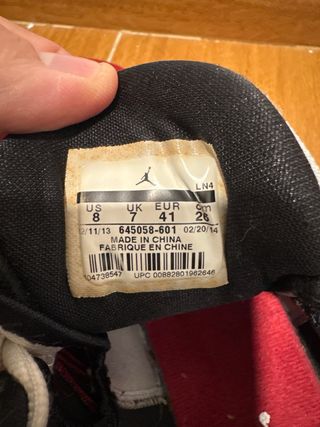 LN4
US UK EUR cm
8 7 41 26
2/11/13 645058-601 02/20/14
MADE IN CHINA
FABRIQUE EN CHINE
04738547 UPC 00882801962646